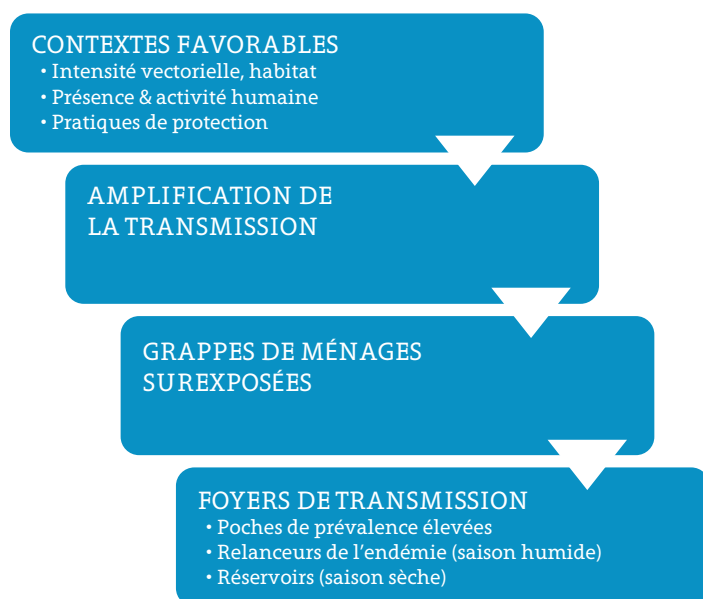 CONTEXTES FAVORABLES
• Intensité vectorielle, habitat
• Présence & activité humaine
• Pratiques de protection
AMPLIFICATION DE
LA TRANSMISSION
GRAPPES DE MÉNAGES
SUREXPOSÉES
FOYERS DE TRANSMISSION
• Poches de prévalence élevées
• Relanceurs de l'endémie (saison humide)
• Réservoirs (saison sèche)